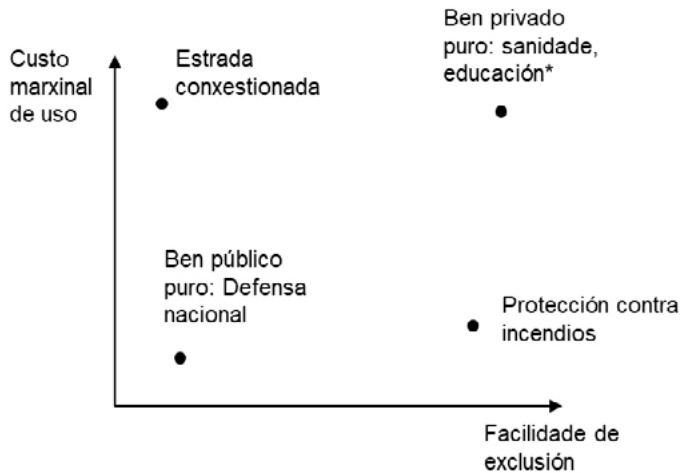 Custo
marxinal
de uso
Estrada
conxestionada
Ben privado
puro: sanidade,
educación*
Ben público
puro: Defensa
nacional
Protección contra
incendios
Facilidade de
exclusión